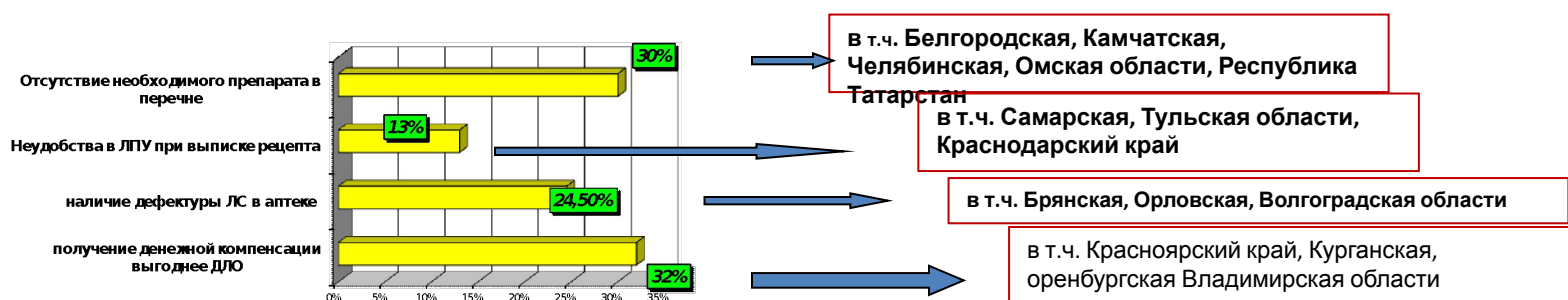 Отсутствие необходимого препарата в
перечне
30%
в т.ч. Белгородская, Камчатская,
Челябинская, Омская области, Республика
Татарстан
Неудобства в ЛПУ при выписке рецепта
13%
в т.ч. Самарская, Тульская области,
Краснодарский край
наличие дефектуры ЛС в аптеке
24,50%
в т.ч. Брянская, Орловская, Волгоградская области
получение денежной компенсации
выгоднее ДЛО
32%
в т.ч. Красноярский край, Курганская,
оренбургская Владимирская области
0% 5% 10% 15% 20% 25% 30% 35%